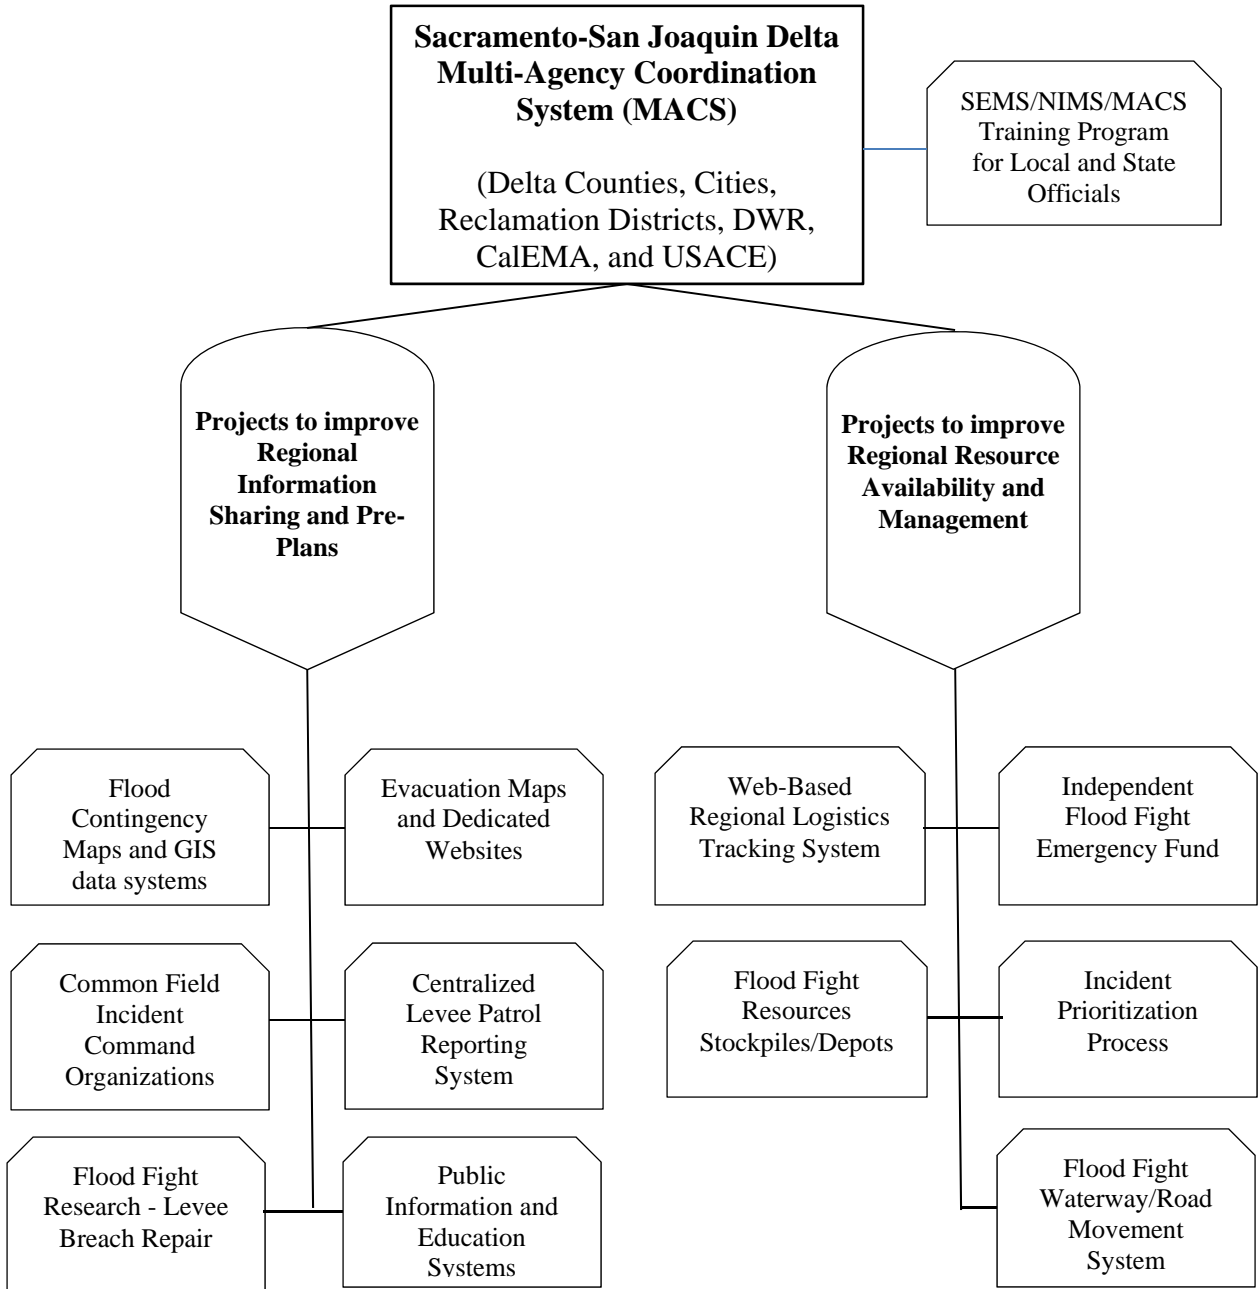 Sacramento-San Joaquin Delta
Multi-Agency Coordination
System (MACS)
(Delta Counties, Cities,
Reclamation Districts, DWR,
CalEMA, and USACE)
SEMS/NIMS/MACS
Training Program
for Local and State
Officials
Projects to improve
Regional
Information
Sharing and Pre-
Plans
Projects to improve
Regional Resource
Availability and
Management
Flood
Contingency
Maps and GIS
data systems
Evacuation Maps
and Dedicated
Websites
Web-Based
Regional Logistics
Tracking System
Independent
Flood Fight
Emergency Fund
Common Field
Incident
Command
Organizations
Centralized
Levee Patrol
Reporting
System
Flood Fight
Resources
Stockpiles/Depots
Incident
Prioritization
Process
Flood Fight
Research - Levee
Breach Repair
Public
Information and
Education
Systems
Flood Fight
Waterway/Road
Movement
System